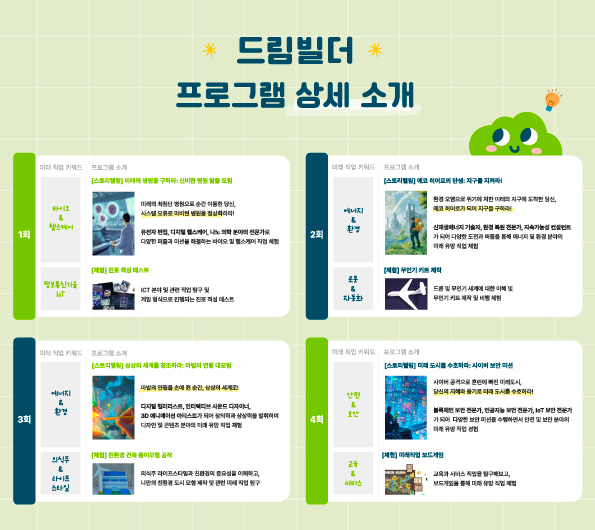 드림빌더
프로그램 상세 소개
1회
미래 직업 키워드
프로그램 소개
바이오
&
헬스케어
[스토리텔링] 미래의 생명을 구하라: 신비한 병원 탈출 모험
미래의 첨단 병원으로 순간 이동한 당신,
시스템 오류로 마비된 병원을 정상화하라!
유전자 편집, 디지털 헬스케어, 나노 의학 분야의 전문가로
다양한 퍼즐과 미션을 해결하는 바이오 및 헬스케어 직업 체험
정보통신기술
IoT
[체험] 진로 적성 테스트
ICT 분야 및 관련 직업 탐구 및
게임 형식으로 진행되는 진로 적성 테스트
2회
미래 직업 키워드
프로그램 소개
에너지
&
환경
[스토리텔링] 에코 히어로의 탄생: 지구를 지켜라!
환경 오염으로 위기에 처한 미래의 지구에 도착한 당신,
에코 히어로가 되어 지구를 구하라!
신재생에너지 기술자, 환경 복원 전문가, 지속가능성 컨설턴트
가 되어 다양한 도전과 퍼즐을 통해 에너지 및 환경 분야의
미래 유망 직업 체험
로봇
&
자동화
[체험] 무인기 키트 제작
드론 및 무인기 세계에 대한 이해 및
무인기 키트 제작 및 비행 체험
3회
미래 직업 키워드
프로그램 소개
에너지
&
환경
[스토리텔링] 상상의 세계를 창조하라: 마법의 연필 대모험
마법의 연필을 손에 쥔 순간, 상상의 세계로!
디지털 컬러리스트, 인터랙티브 사운드 디자이너,
3D 애니메이션 아티스트가 되어 창의력과 상상력을 발휘하며
디자인 및 콘텐츠 분야의 미래 유망 직업 체험
의식주
&
라이프
스타일
[체험] 친환경 건축 종이모형 공작
의식주 라이프스타일과 친환경의 중요성을 이해하고,
나만의 친환경 도시 모형 제작 및 관련 미래 직업 탐구
4회
미래 직업 키워드
프로그램 소개
안전
&
보안
[스토리텔링] 미래 도시를 수호하라: 사이버 보안 미션
사이버 공격으로 혼란에 빠진 미래도시,
당신의 지혜와 용기로 미래 도시를 수호하라!
블록체인 보안 전문가, 인공지능 보안 전문가, IoT 보안 전문가
가 되어 다양한 보안 미션을 수행하면서 안전 및 보안 분야의
미래 유망 직업 경험
교육
&
서비스
[체험] 미래직업 보드게임
교육과 서비스 직업을 탐구해보고,
보드게임을 통해 미래 유망 직업 체험